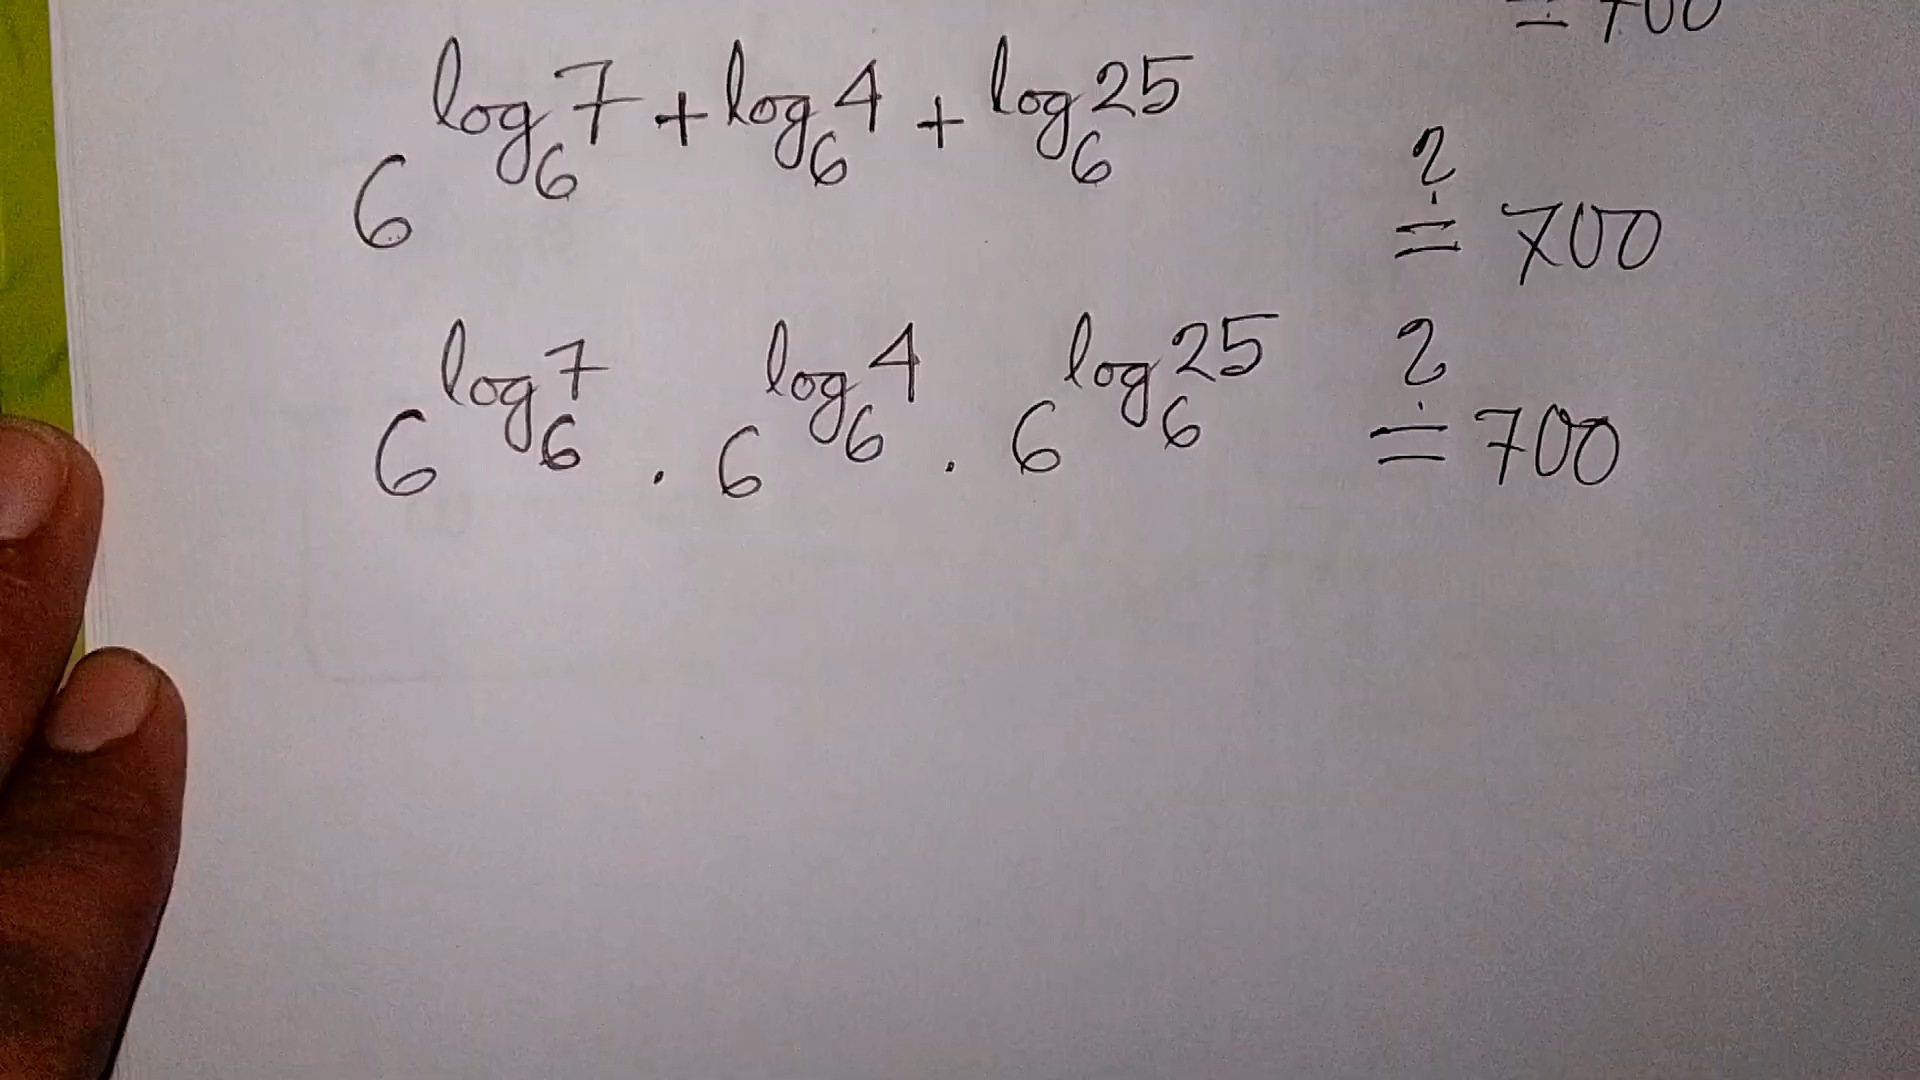 = 700
6^{log_6 7 + log_6 4 + log_6 25} ?= 700
6^{log_6 7} . 6^{log_6 4} . 6^{log_6 25} ?= 700